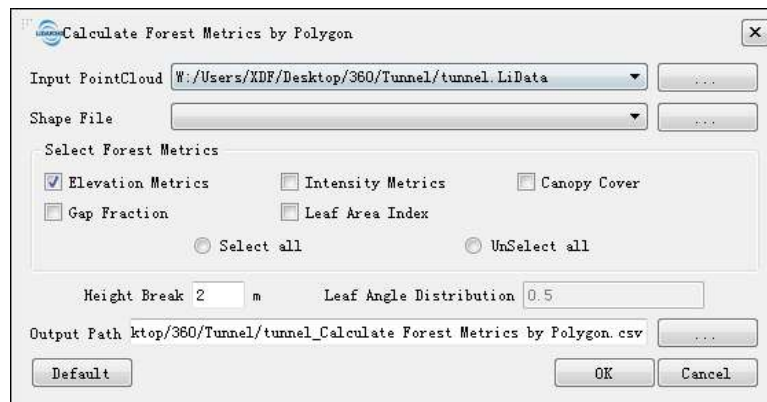 Calculate Forest Metrics by Polygon
Input PointCloud W:/Users/XDF/Desktop/360/Tunnel/tunnel.LiData ...
Shape File ...
Select Forest Metrics
Elevation Metrics Intensity Metrics Canopy Cover
Gap Fraction Leaf Area Index
Select all UnSelect all
Height Break 2 m Leaf Angle Distribution 0.5
Output Path ktop/360/Tunnel/tunnel_Calculate Forest Metrics by Polygon.csv ...
Default OK Cancel